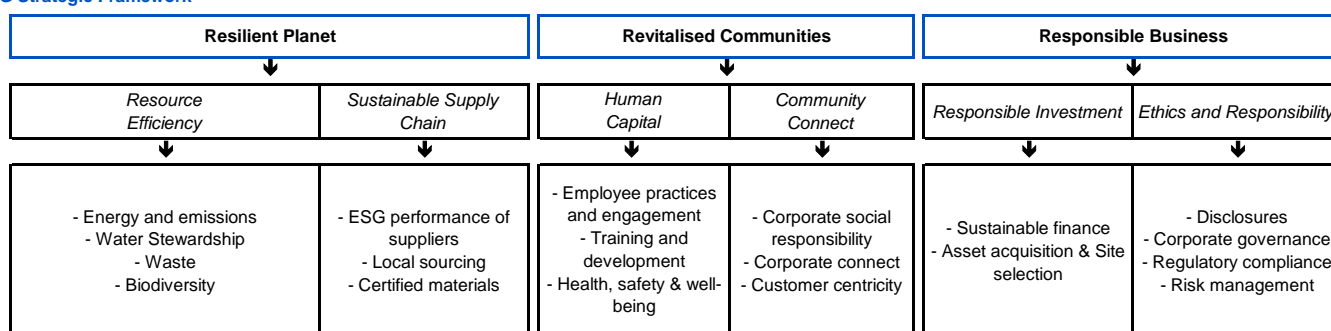 Strategic Framework
Resilient Planet
Revitalised Communities
Responsible Business
Resource
Efficiency
Sustainable Supply
Chain
Human
Capital
Community
Connect
Responsible Investment
Ethics and Responsibility
- Energy and emissions
- Water Stewardship
- Waste
- Biodiversity
- ESG performance of
suppliers
- Local sourcing
- Certified materials
- Employee practices
and engagement
- Training and
development
- Health, safety & well-
being
- Corporate social
responsibility
- Corporate connect
- Customer centricity
- Sustainable finance
- Asset acquisition & Site
selection
- Disclosures
- Corporate governance
- Regulatory compliance
- Risk management